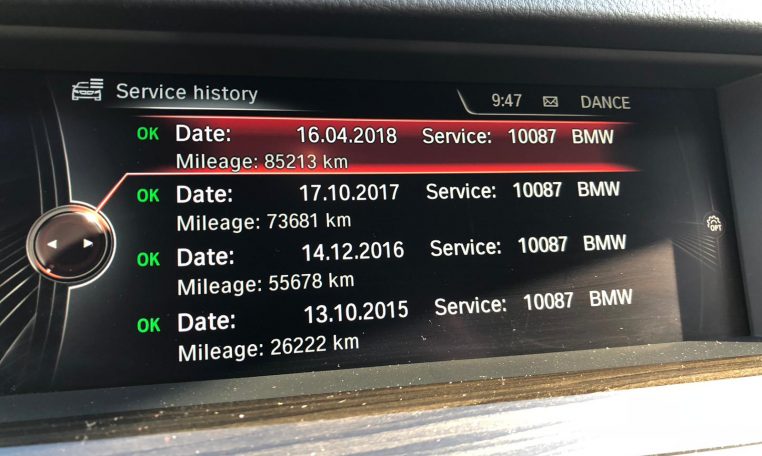 Service history 9:47 DANCE
OK Date: 16.04.2018 Service: 10087 BMW
Mileage: 85213 km
OK Date: 17.10.2017 Service: 10087 BMW
Mileage: 73681 km
OK Date: 14.12.2016 Service: 10087 BMW
Mileage: 55678 km
OK Date: 13.10.2015 Service: 10087 BMW
Mileage: 26222 km
OPT